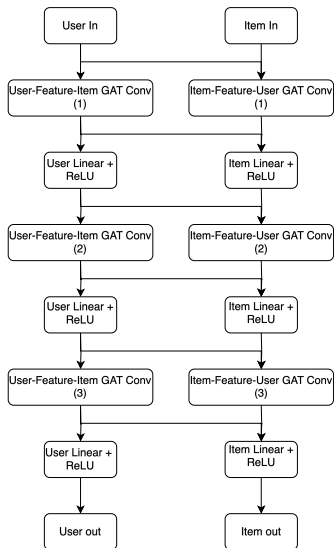 User In
Item In
User-Feature-Item GAT Conv
(1)
Item-Feature-User GAT Conv
(1)
User Linear +
ReLU
Item Linear +
ReLU
User-Feature-Item GAT Conv
(2)
Item-Feature-User GAT Conv
(2)
User Linear +
ReLU
Item Linear +
ReLU
User-Feature-Item GAT Conv
(3)
Item-Feature-User GAT Conv
(3)
User Linear +
ReLU
Item Linear +
ReLU
User out
Item out